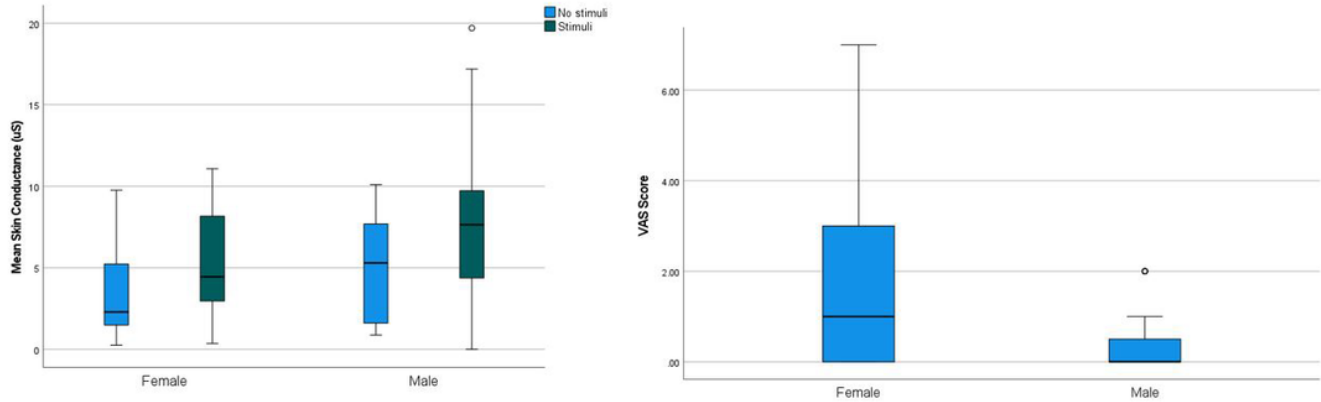 No stimuli
Stimuli
Mean Skin Conductance (uS)
20
15
10
5
0
Female
Male
VAS Score
6.00
4.00
2.00
.00
Female
Male